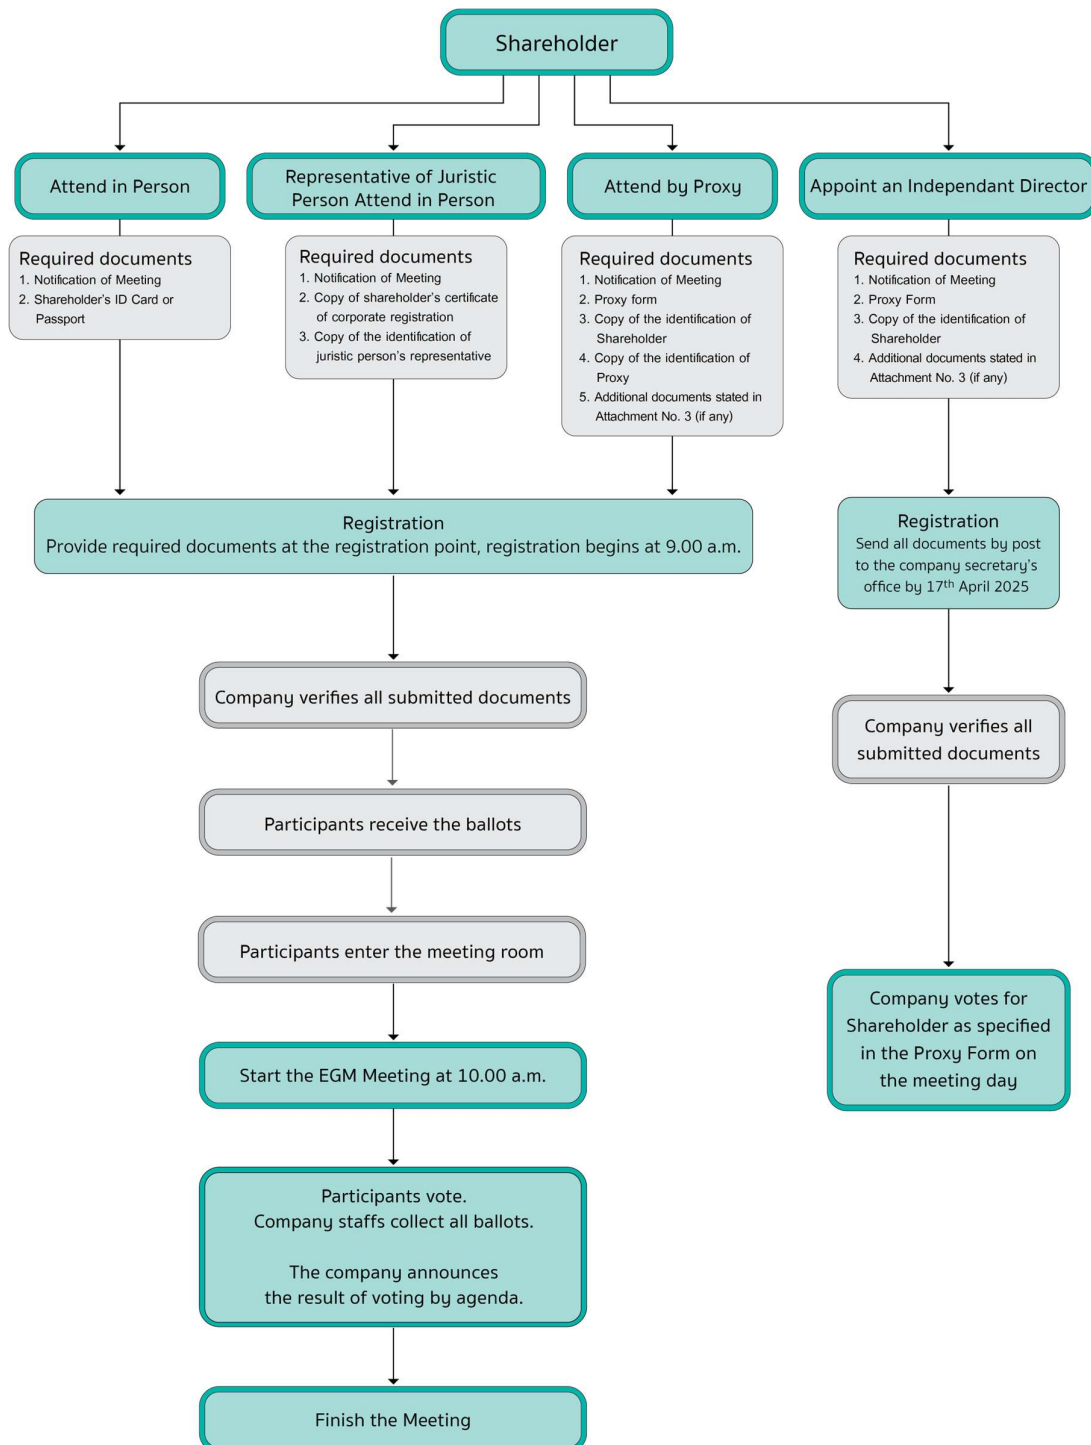 Shareholder
Attend in Person
Representative of Juristic
Person Attend in Person
Attend by Proxy
Appoint an Independant Director
Required documents
1. Notification of Meeting
2. Shareholder's ID Card or
Passport
Required documents
1. Notification of Meeting
2. Copy of shareholder's certificate
of corporate registration
3. Copy of the identification of
juristic person's representative
Required documents
1. Notification of Meeting
2. Proxy form
3. Copy of the identification of
Shareholder
4. Copy of the identification of
Proxy
5. Additional documents stated in
Attachment No. 3 (if any)
Required documents
1. Notification of Meeting
2. Proxy Form
3. Copy of the identification of
Shareholder
4. Additional documents stated in
Attachment No. 3 (if any)
Registration
Provide required documents at the registration point, registration begins at 9.00 a.m.
Registration
Send all documents by post
to the company secretary's
office by 17th April 2025
Company verifies all submitted documents
Company verifies all
submitted documents
Participants receive the ballots
Participants enter the meeting room
Company votes for
Shareholder as specified
in the Proxy Form on
the meeting day
Start the EGM Meeting at 10.00 a.m.
Participants vote.
Company staffs collect all ballots.
The company announces
the result of voting by agenda.
Finish the Meeting